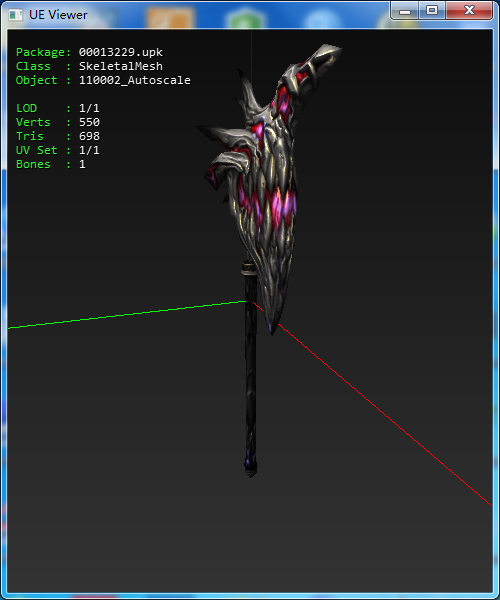 UE Viewer
Package: 00013229.upk
Class  : SkeletalMesh
Object : 110002_Autoscale
LOD    : 1/1
Verts  : 550
Tris   : 698
UV Set : 1/1
Bones  : 1